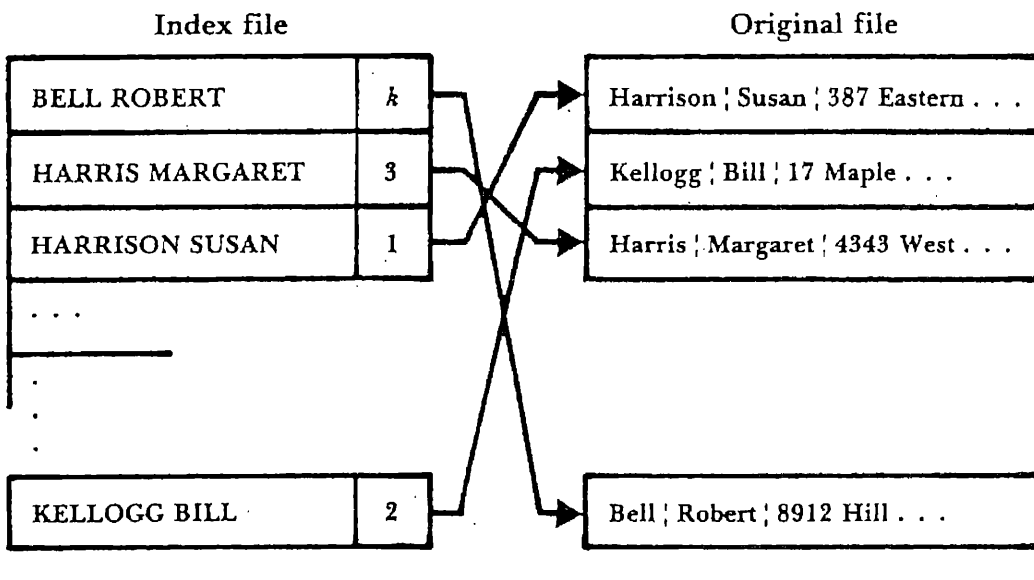 Index file
Original file
BELL ROBERT k
Harrison ¦ Susan ¦ 387 Eastern . . .
HARRIS MARGARET 3
Kellogg ¦ Bill ¦ 17 Maple . . .
HARRISON SUSAN 1
Harris ¦ Margaret ¦ 4343 West . . .
. . .
.
.
.
KELLOGG BILL 2
Bell ¦ Robert ¦ 8912 Hill . . .